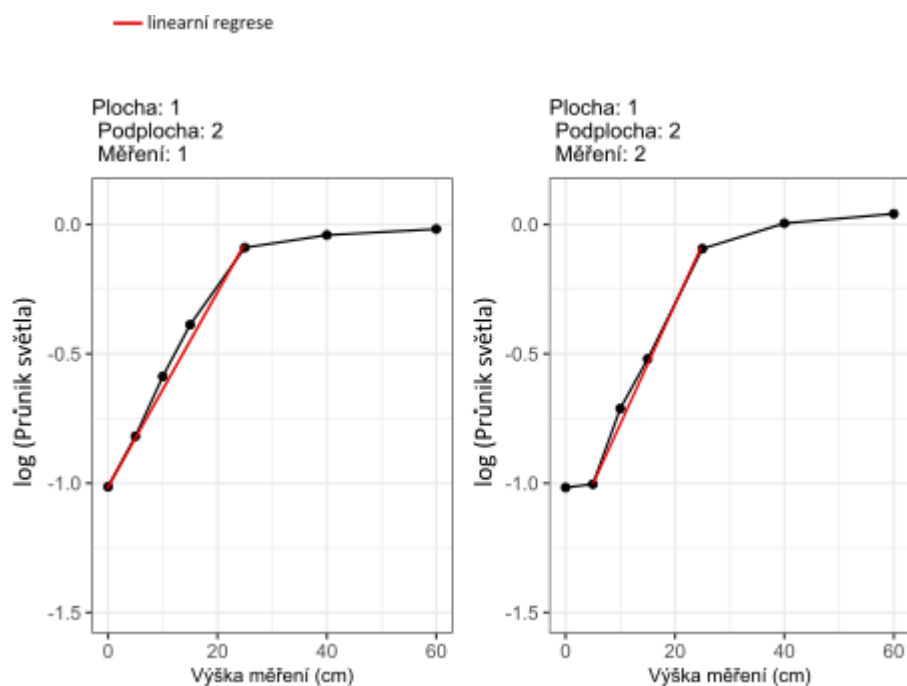 linearní regrese
Plocha: 1
Podplocha: 2
Měření: 1
log (Průnik světla)
0.0
-0.5
-1.0
-1.5
0
20
40
60
Výška měření (cm)
Plocha: 1
Podplocha: 2
Měření: 2
log (Průnik světla)
0.0
-0.5
-1.0
-1.5
0
20
40
60
Výška měření (cm)